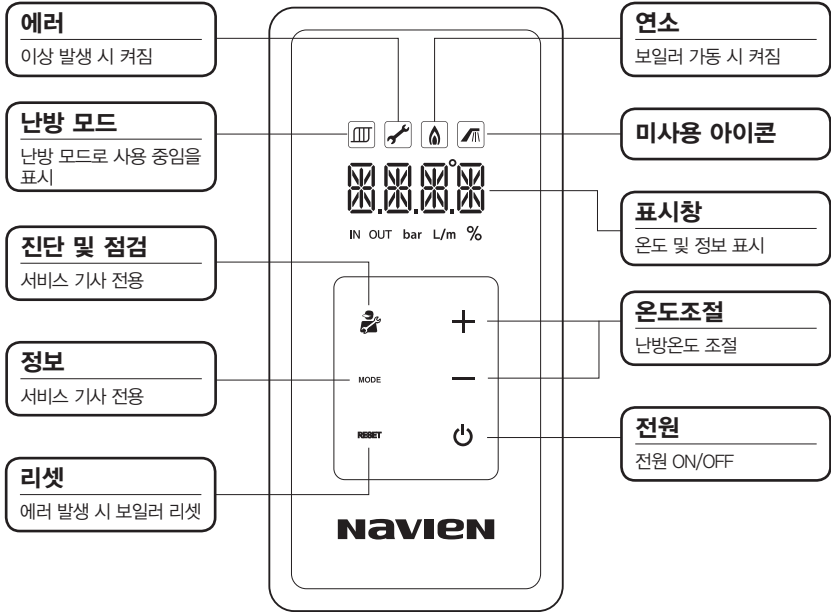 에러
이상 발생 시 켜짐
난방 모드
난방 모드로 사용 중임을
표시
진단 및 점검
서비스 기사 전용
정보
서비스 기사 전용
리셋
에러 발생 시 보일러 리셋
IN OUT bar L/m %
MODE
RESET
NAVIEN
연소
보일러 가동 시 켜짐
미사용 아이콘
표시창
온도 및 정보 표시
온도조절
난방온도 조절
전원
전원 ON/OFF